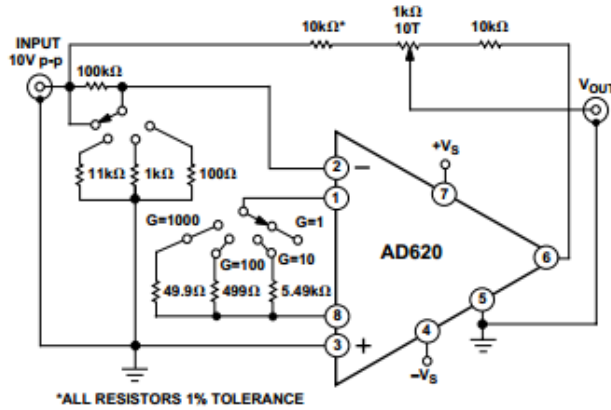 INPUT
10V p-p
100kΩ
10kΩ*
1kΩ
10T
10kΩ
VOUT
11kΩ
1kΩ
100Ω
2
−
+VS
7
1
G=1000
G=1
G=100
G=10
AD620
6
49.9Ω
499Ω
5.49kΩ
8
5
3
+
4
−VS
*ALL RESISTORS 1% TOLERANCE